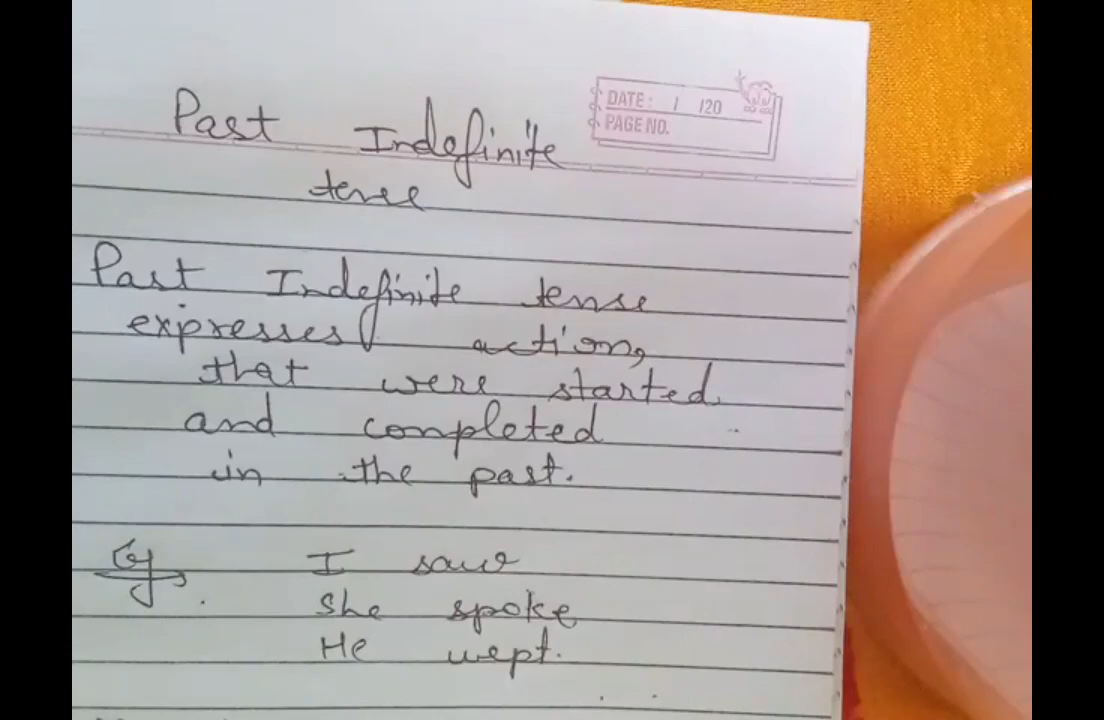 DATE: / /20
PAGE NO.
Past Indefinite
tense
Past Indefinite tense
expresses action,
that were started
and completed
in the past.
Eg. I saw
She spoke
He wept.